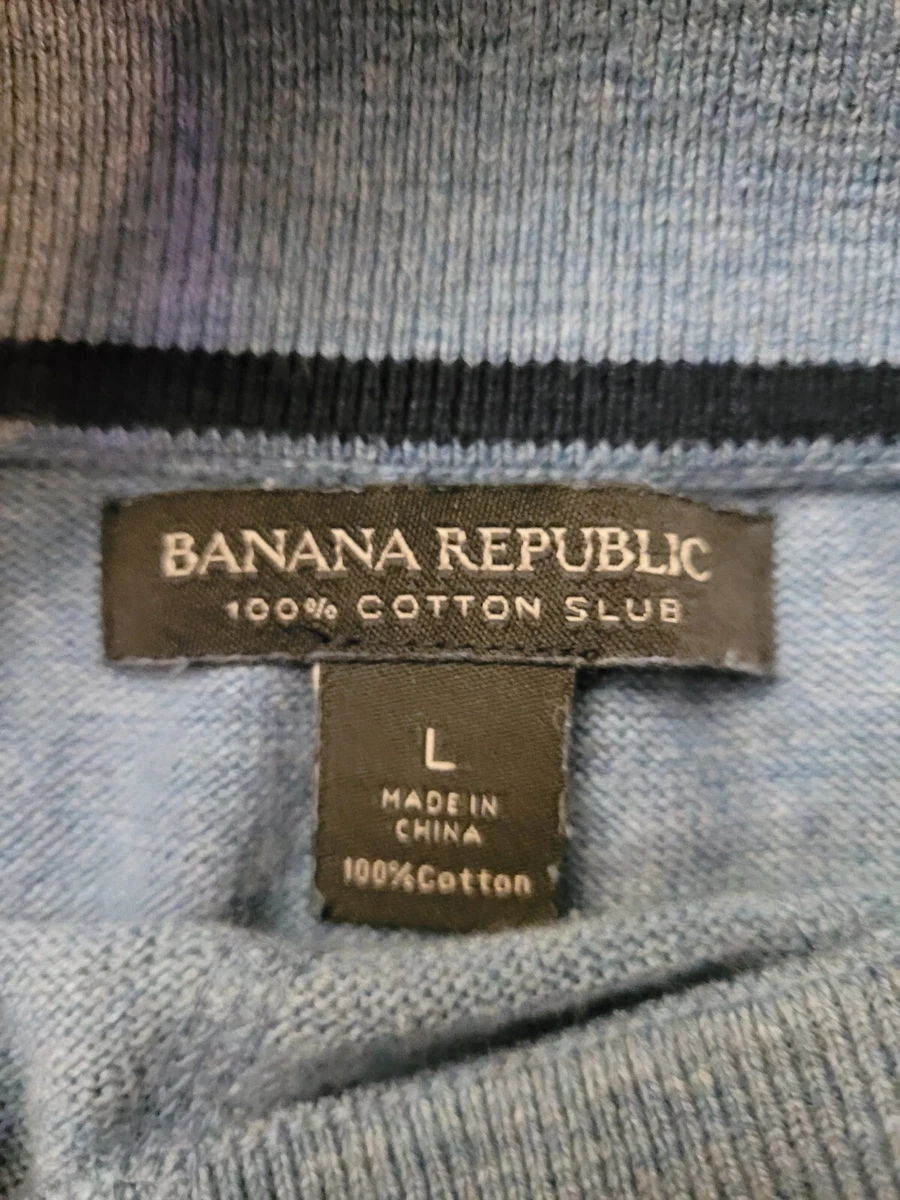 BANANA REPUBLIC
100% COTTON SLUB
L
MADE IN
CHINA
100%Cotton